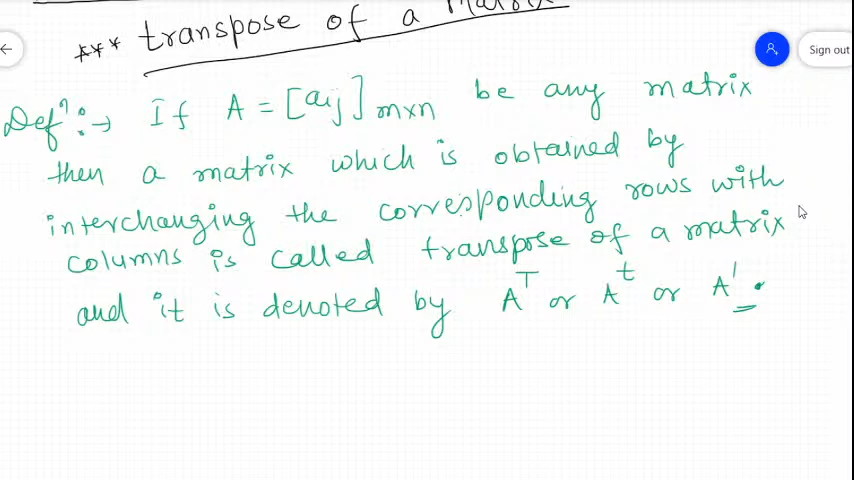 *** transpose of a Matrix
Sign out
Defⁿ :→ If A = [aij]m×n be any matrix
then a matrix which is obtained by
interchanging the corresponding rows with
columns is called transpose of a matrix
and it is denoted by Aᵀ or Aᵗ or A'.